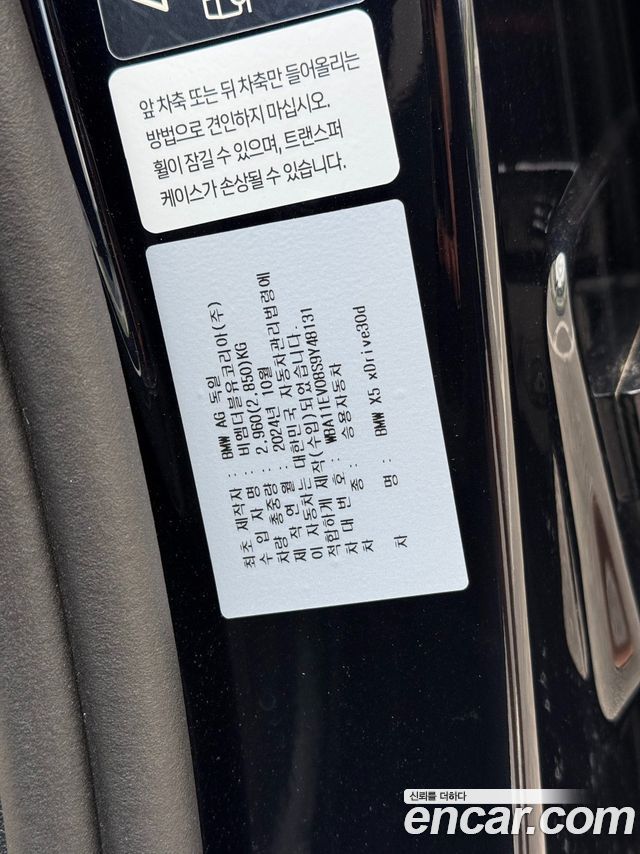 앞 차축 또는 뒤 차축만 들어올리는
방법으로 견인하지 마십시오.
휠이 잠길 수 있으며, 트랜스퍼
케이스가 손상될 수 있습니다.
최초 제작자 : BMW AG 독일
수 입 자 명 : 비엠더블유코리아(주)
차량 총중량 : 2.960(2.850)KG
제 작 연 월 : 2024년 10월
이 자동차는 대한민국 자동차관리법령에
적합하게 제작(수입)되었습니다.
차 대 번 호 : WBA11EV08S9Y48131
차 종 : 승용자동차
차 명 : BMW X5 xDrive30d
신뢰를 더하다
encar.com